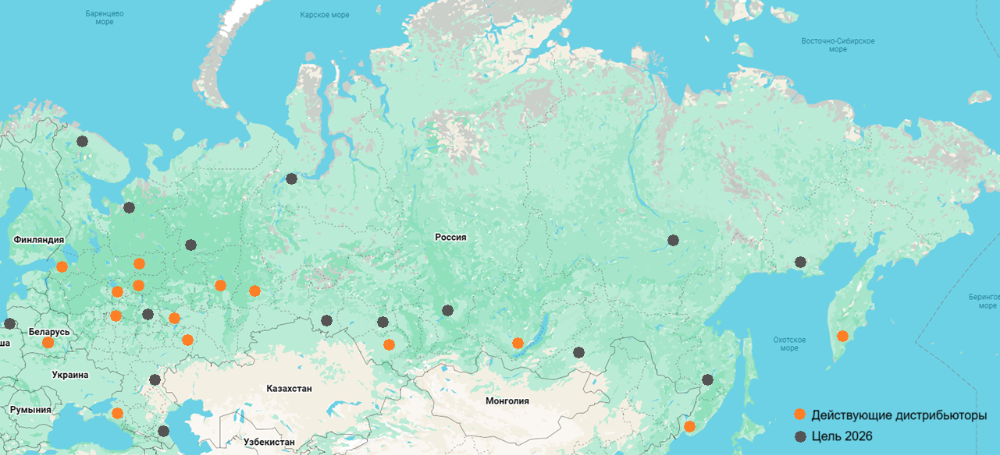 Баренцево
море
Карское море
Восточно-Сибирское
море
Финляндия
Россия
Беринго
море
Беларусь
ша
Охотское
море
Украина
Казахстан
Монголия
Румыния
Узбекистан
Действующие дистрибьюторы
Цель 2026